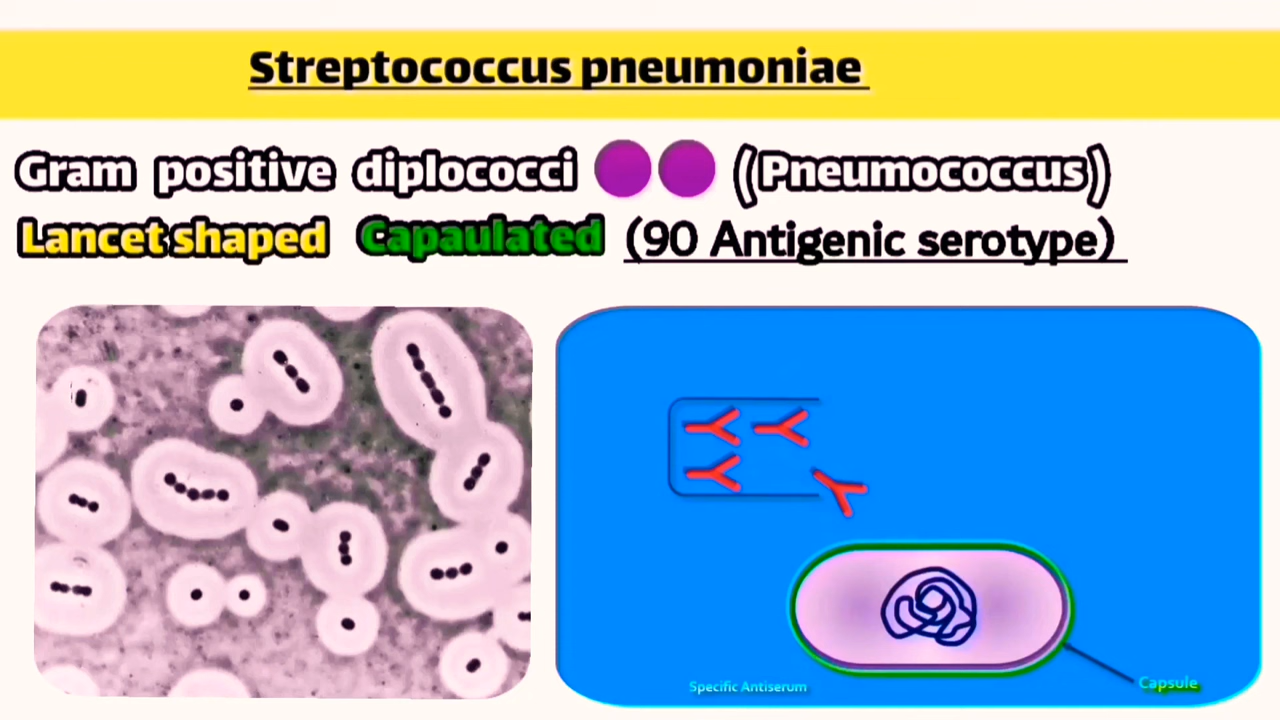 Streptococcus pneumoniae
Gram positive diplococci (Pneumococcus)
Lancet shaped Capaulated (90 Antigenic serotype)
Specific Antiserum
Capsule